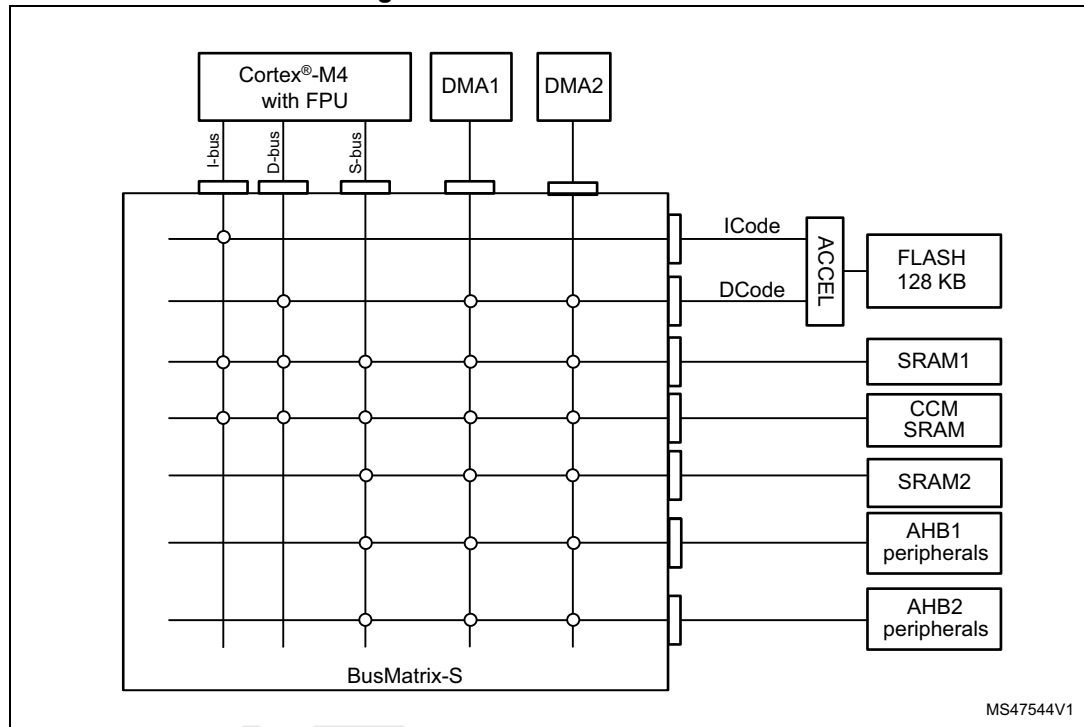 Cortex®-M4
with FPU
DMA1
DMA2
I-bus
D-bus
S-bus
ICode
DCode
ACCEL
FLASH
128 KB
SRAM1
CCM
SRAM
SRAM2
AHB1
peripherals
AHB2
peripherals
BusMatrix-S
MS47544V1